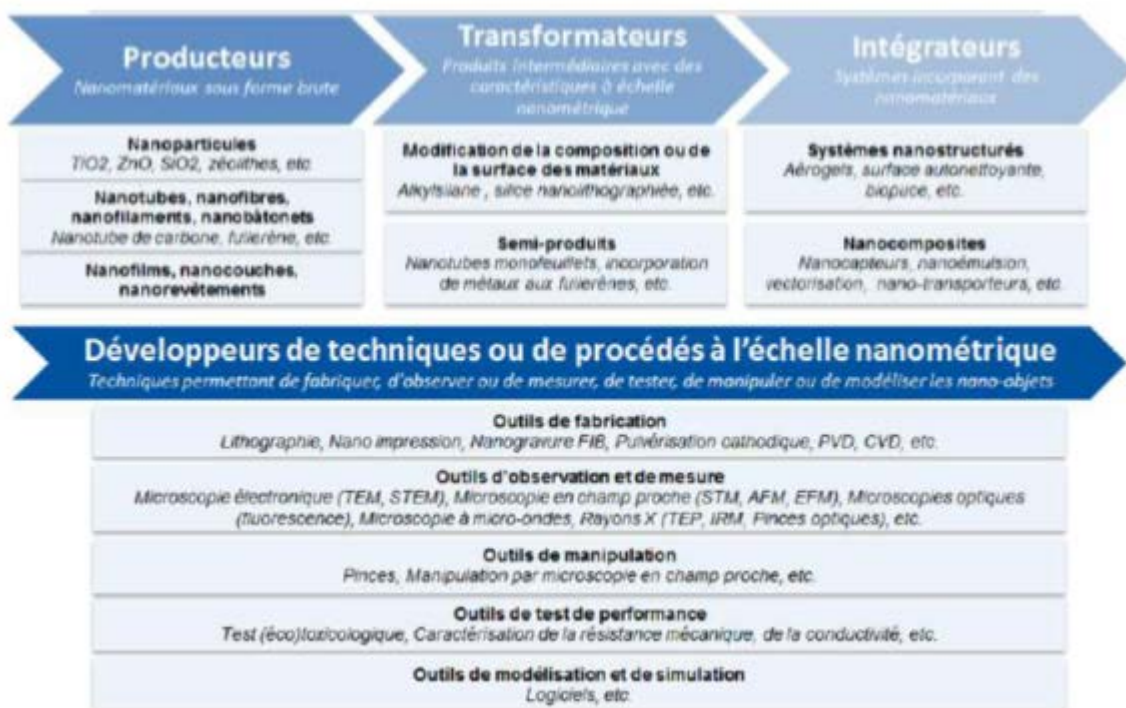 Producteurs
Nanomatériaux sous forme brute
Transformateurs
Produits intermédiaires avec des
caractéristiques à échelle
nanométrique
Intégrateurs
Systèmes incorporant des
nanomatériaux
Nanoparticules
TiO2, ZnO, SiO2, zéolithes, etc.
Nanotubes, nanofibres,
nanofilaments, nanobâtonets
Nanotube de carbone, fullerène, etc.
Nanofilms, nanocouches,
nanorevêtements
Modification de la composition ou de
la surface des matériaux
Alkylsilane , silice nanolithographiée, etc.
Semi-produits
Nanotubes monofeuillets, incorporation
de métaux aux fullerènes, etc.
Systèmes nanostructurés
Aérogels, surface autonettoyante,
biopuce, etc.
Nanocomposites
Nanocapteurs, nanoémulsion,
vectorisation, nano-transporteurs, etc.
Développeurs de techniques ou de procédés à l'échelle nanométrique
Techniques permettant de fabriquer, d'observer ou de mesurer, de tester, de manipuler ou de modéliser les nano-objets
Outils de fabrication
Lithographie, Nano impression, Nanogravure FIB, Pulvérisation cathodique, PVD, CVD, etc.
Outils d'observation et de mesure
Microscopie électronique (TEM, STEM), Microscopie en champ proche (STM, AFM, EFM), Microscopies optiques
(fluorescence), Microscopie à micro-ondes, Rayons X (TEP, IRM, Pinces optiques), etc.
Outils de manipulation
Pinces, Manipulation par microscopie en champ proche, etc.
Outils de test de performance
Test (éco)toxicologique, Caractérisation de la résistance mécanique, de la conductivité, etc.
Outils de modélisation et de simulation
Logiciels, etc.